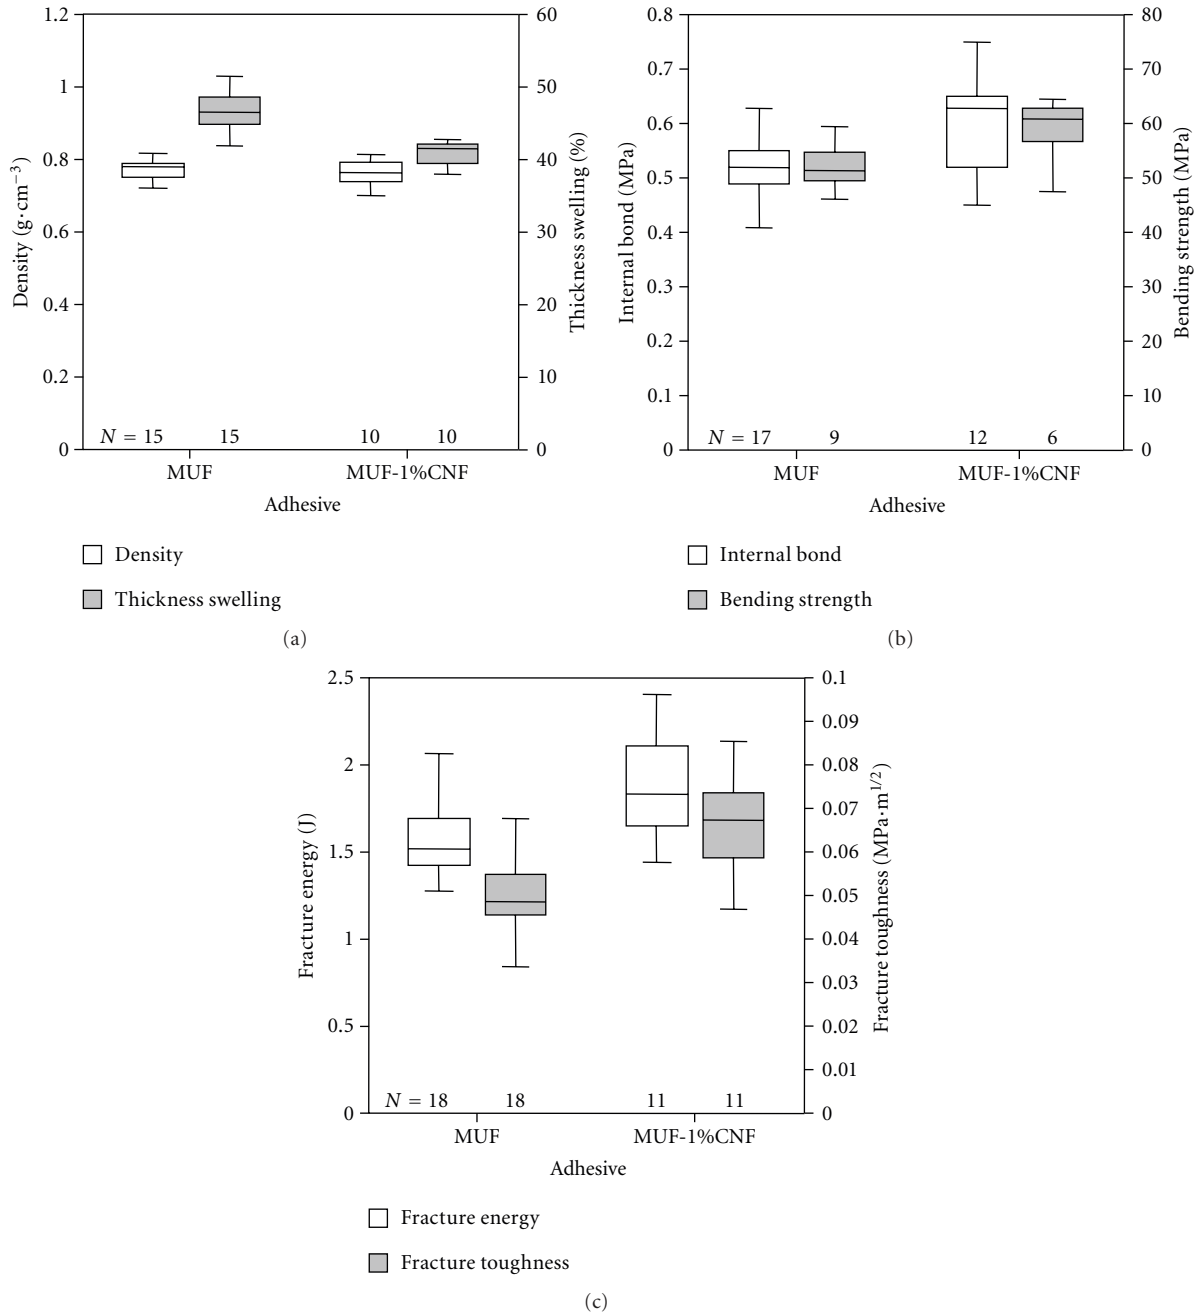 1.2
1
0.8
0.6
0.4
0.2
0
Density (g·cm⁻³)
60
50
40
30
20
10
0
Thickness swelling (%)
N = 15 15 10 10
MUF MUF-1%CNF
Adhesive
Density
Thickness swelling
(a)
0.8
0.7
0.6
0.5
0.4
0.3
0.2
0.1
0
Internal bond (MPa)
80
70
60
50
40
30
20
10
0
Bending strength (MPa)
N = 17 9 12 6
MUF MUF-1%CNF
Adhesive
Internal bond
Bending strength
(b)
2.5
2
1.5
1
0.5
0
Fracture energy (J)
0.1
0.09
0.08
0.07
0.06
0.05
0.04
0.03
0.02
0.01
0
Fracture toughness (MPa·m¹/²)
N = 18 18 11 11
MUF MUF-1%CNF
Adhesive
Fracture energy
Fracture toughness
(c)